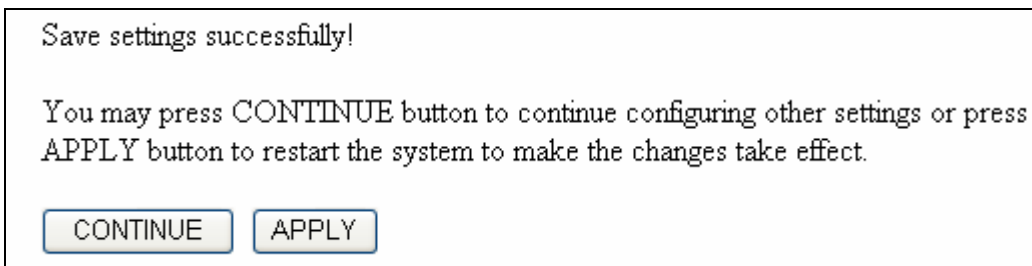 Save settings successfully!
You may press CONTINUE button to continue configuring other settings or press
APPLY button to restart the system to make the changes take effect.
CONTINUE APPLY